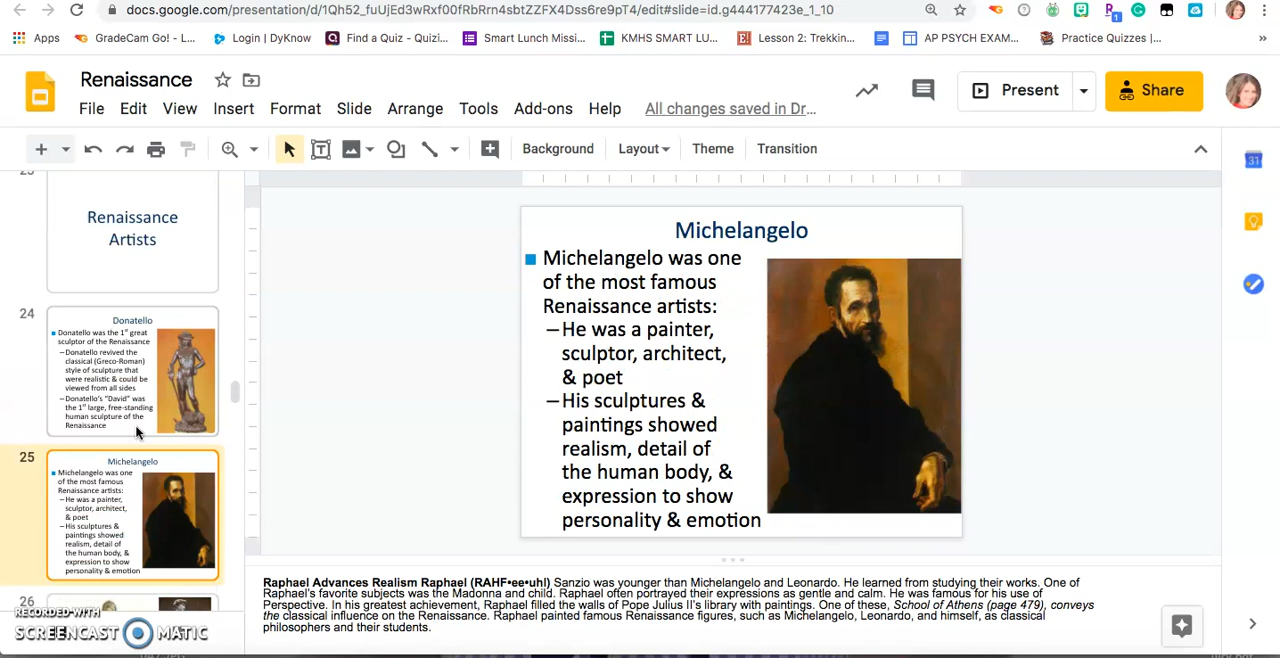 docs.google.com/presentation/d/1Qh52_fuUjEd3wRxf00fRbRrn4sbtZZFX4Dss6re9pT4/edit#slide=id.g444177423e_1_10
Apps
GradeCam Go! - L...
Login | DyKnow
Find a Quiz - Quizi...
Smart Lunch Missi...
KMHS SMART LU...
Lesson 2: Trekkin...
AP PSYCH EXAM...
Practice Quizzes |...
»
Renaissance
File Edit View Insert Format Slide Arrange Tools Add-ons Help
All changes saved in Dr...
Present
Share
Background
Layout
Theme
Transition
31
23
Renaissance
Artists
24
Donatello
Donatello was the 1st great
sculptor of the Renaissance
–Donatello revived the
classical (Greco-Roman)
style of sculpture that
were realistic & could be
viewed from all sides
–Donatello's "David" was
the 1st large, free-standing
human sculpture of the
Renaissance
25
Michelangelo
Michelangelo was one
of the most famous
Renaissance artists:
–He was a painter,
sculptor, architect,
& poet
–His sculptures &
paintings showed
realism, detail of
the human body, &
expression to show
personality & emotion
26
RECORDED WITH
SCREENCAST MATIC
Michelangelo
Michelangelo was one
of the most famous
Renaissance artists:
–He was a painter,
sculptor, architect,
& poet
–His sculptures &
paintings showed
realism, detail of
the human body, &
expression to show
personality & emotion
Raphael Advances Realism Raphael (RAHF•ee•uhl) Sanzio was younger than Michelangelo and Leonardo. He learned from studying their works. One of
Raphael's favorite subjects was the Madonna and child. Raphael often portrayed their expressions as gentle and calm. He was famous for his use of
Perspective. In his greatest achievement, Raphael filled the walls of Pope Julius II's library with paintings. One of these, School of Athens (page 479), conveys
the classical influence on the Renaissance. Raphael painted famous Renaissance figures, such as Michelangelo, Leonardo, and himself, as classical
philosophers and their students.